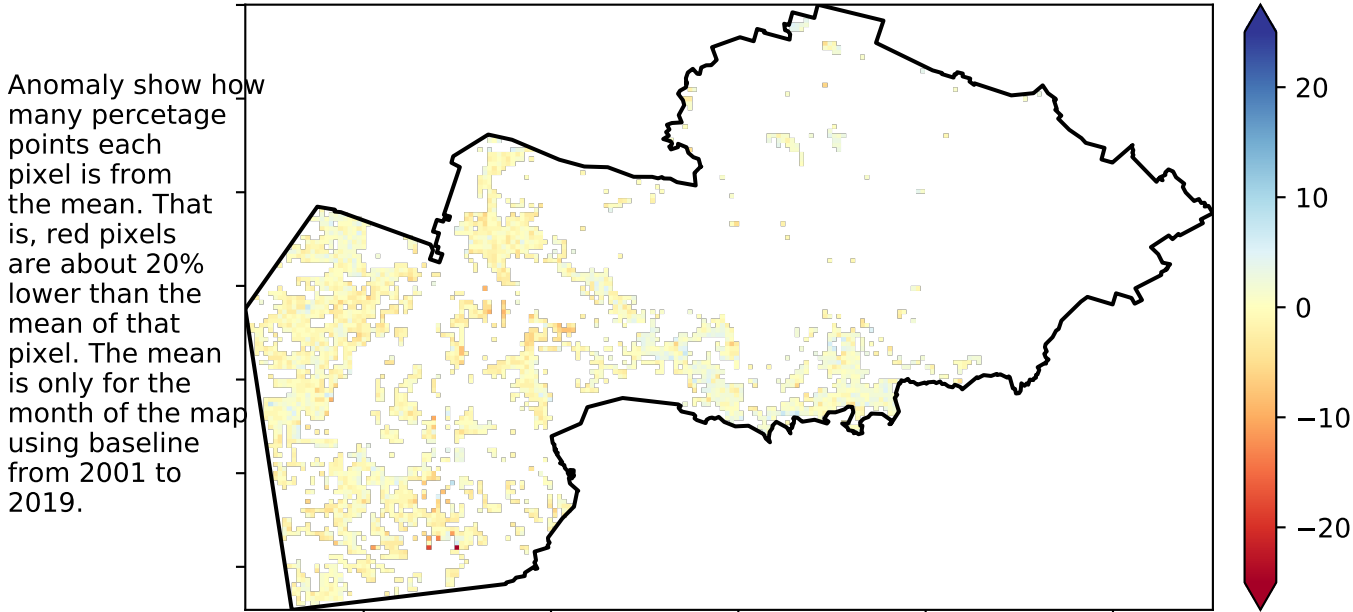 Anomaly show how
many percetage
points each
pixel is from
the mean. That
is, red pixels
are about 20%
lower than the
mean of that
pixel. The mean
is only for the
month of the map
using baseline
from 2001 to
2019.
20
10
0
−10
−20